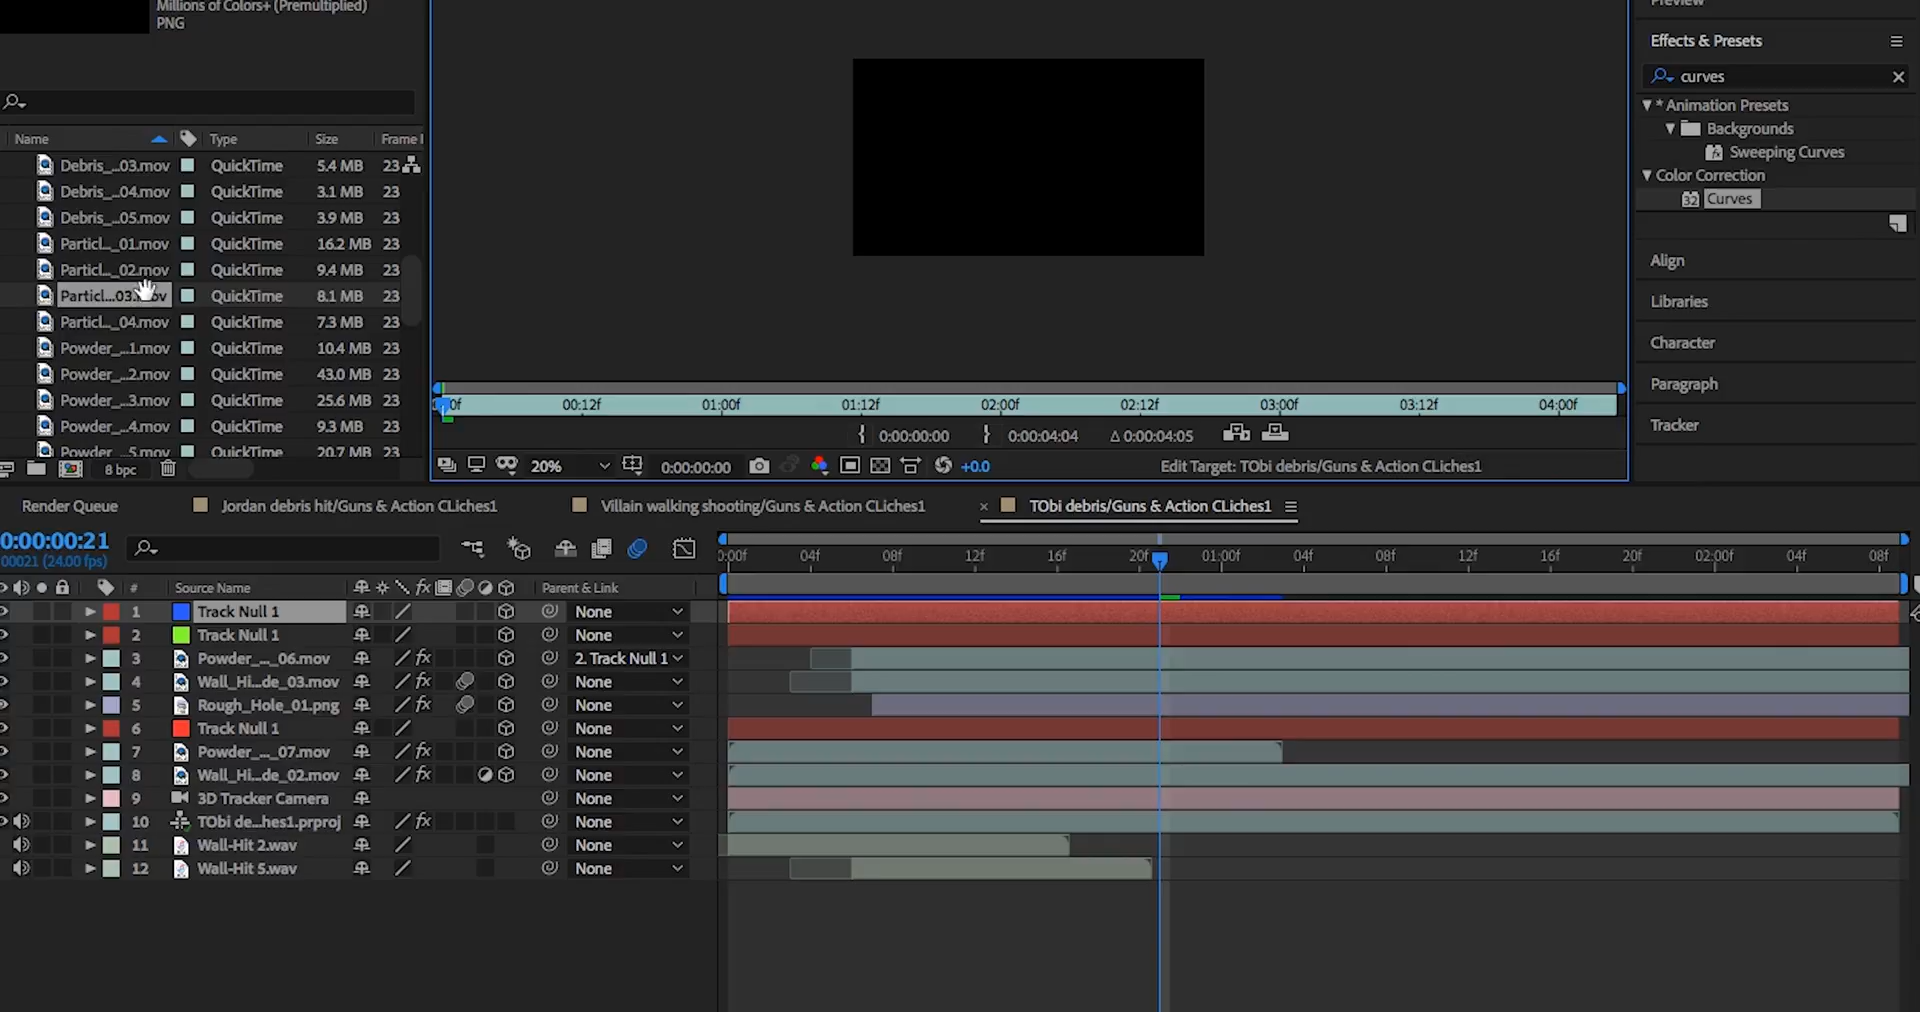 Millions of Colors+ (Premultiplied)
PNG
Name Type Size Frame
Debris_...03.mov QuickTime 5.4 MB 23
Debris_...04.mov QuickTime 3.1 MB 23
Debris_...05.mov QuickTime 3.9 MB 23
Particl..._01.mov QuickTime 16.2 MB 23
Particl..._02.mov QuickTime 9.4 MB 23
Particl...03.mov QuickTime 8.1 MB 23
Particl..._04.mov QuickTime 7.3 MB 23
Powder_...1.mov QuickTime 10.4 MB 23
Powder_...2.mov QuickTime 43.0 MB 23
Powder_...3.mov QuickTime 25.6 MB 23
Powder_...4.mov QuickTime 9.3 MB 23
Powder_...5.mov QuickTime 20.7 MB 23
8 bpc
00:12f 01:00f 01:12f 02:00f 02:12f 03:00f 03:12f 04:00f
0:00:00:00 0:00:04:04 Δ 0:00:04:05
20% 0:00:00:00 +0.0 Edit Target: TObi debris/Guns & Action CLiches1
Preview
Effects & Presets
curves
* Animation Presets
Backgrounds
Sweeping Curves
Color Correction
32 Curves
Align
Libraries
Character
Paragraph
Tracker
Render Queue Jordan debris hit/Guns & Action CLiches1 Villain walking shooting/Guns & Action CLiches1 × TObi debris/Guns & Action CLiches1
0:00:00:21
00021 (24.00 fps)
0:00f 04f 08f 12f 16f 20f 01:00f 04f 08f 12f 16f 20f 02:00f 04f 08f
# Source Name fx Parent & Link
1 Track Null 1 None
2 Track Null 1 None
3 Powder_..._06.mov fx 2. Track Null 1
4 Wall_Hi...de_03.mov fx None
5 Rough_Hole_01.png fx None
6 Track Null 1 None
7 Powder_..._07.mov fx None
8 Wall_Hi...de_02.mov fx None
9 3D Tracker Camera None
10 TObi de...hes1.prproj fx None
11 Wall-Hit 2.wav None
12 Wall-Hit 5.wav None